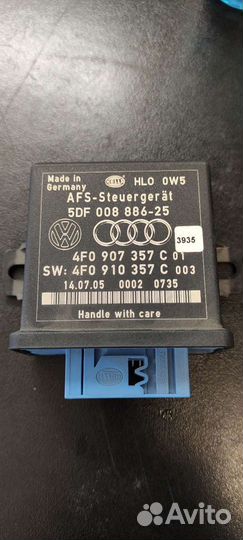 Made in
Germany
HELLA
HLO 0W5
AFS-Steuergerät
5DF 008 886-25
3935
4F0 907 357 C 01
SW: 4F0 910 357 C 003
14.07.05 0002 0735
Handle with care
Avito